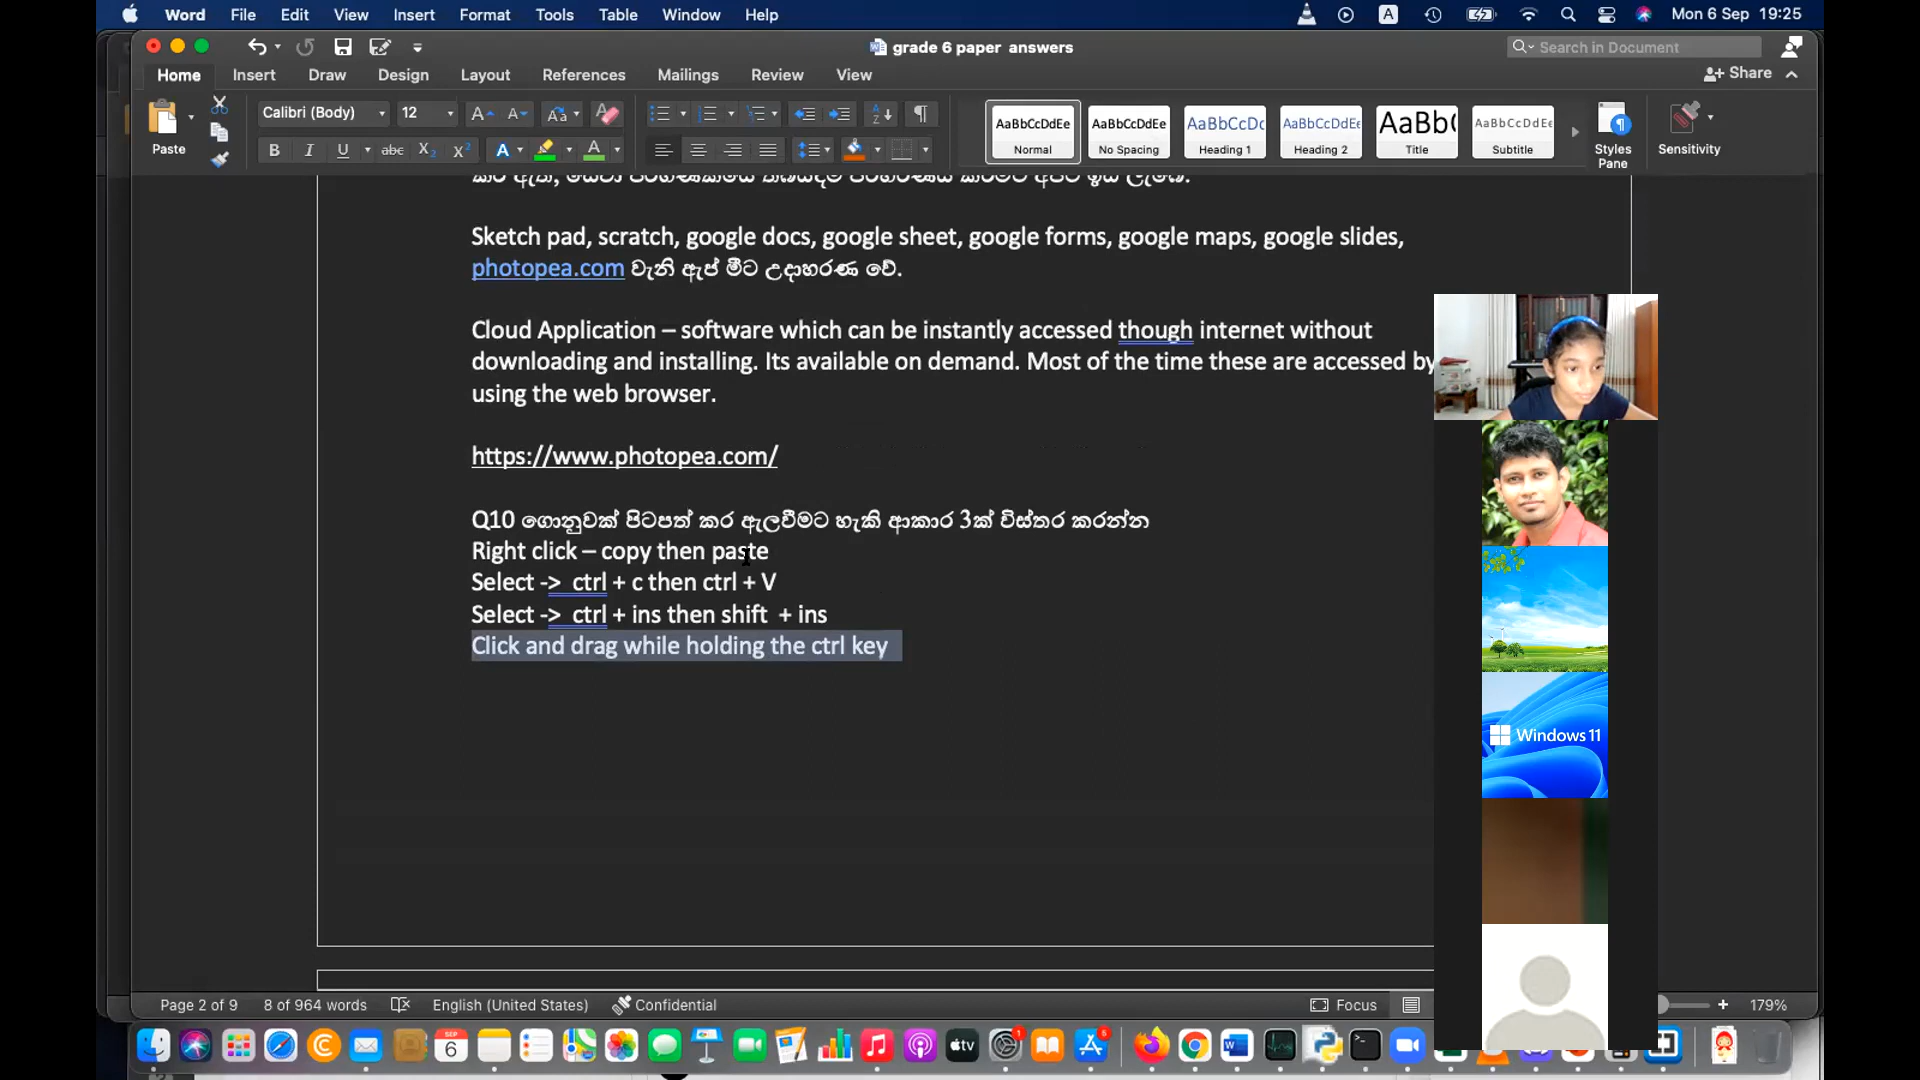 Word File Edit View Insert Format Tools Table Window Help A Mon 6 Sep 19:25
grade 6 paper answers
Search in Document
Home Insert Draw Design Layout References Mailings Review View Share
Paste
Calibri (Body) 12
AaBbCcDdEe AaBbCcDdEe AaBbCcDc AaBbCcDdEe AaBb( AaBbCcDdEe
Normal No Spacing Heading 1 Heading 2 Title Subtitle
Styles Pane
Sensitivity
Sketch pad, scratch, google docs, google sheet, google forms, google maps, google slides,
photopea.com වැනි ඇප් මීට උදාහරණ වේ.
Cloud Application – software which can be instantly accessed though internet without
downloading and installing. Its available on demand. Most of the time these are accessed by
using the web browser.
https://www.photopea.com/
Q10 ගොනුවක් පිටපත් කර ඇලවීමට හැකි ආකාර 3ක් විස්තර කරන්න
Right click – copy then paste
Select -> ctrl + c then ctrl + V
Select -> ctrl + ins then shift + ins
Click and drag while holding the ctrl key
Windows 11
Page 2 of 9 8 of 964 words English (United States) Confidential Focus 179%
SEP
6
tv